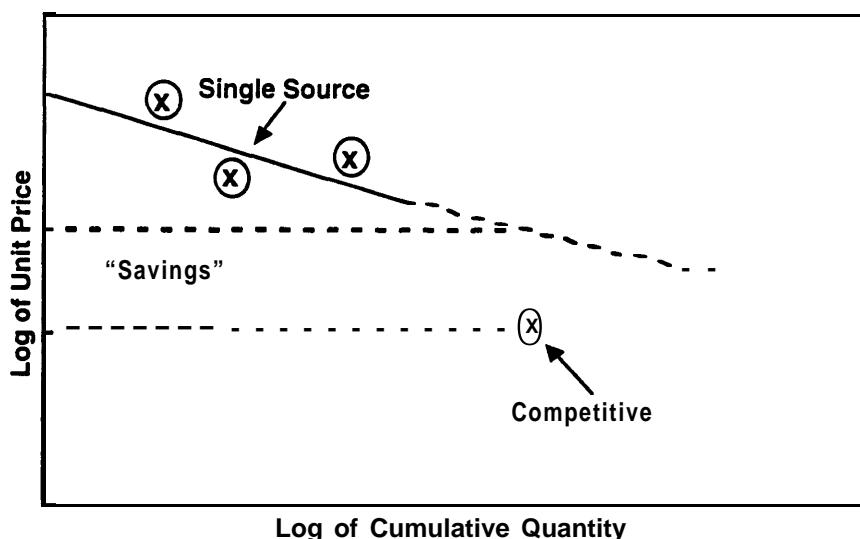 Single Source
X
X
X
"Savings"
X
Competitive
Log of Unit Price
Log of Cumulative Quantity